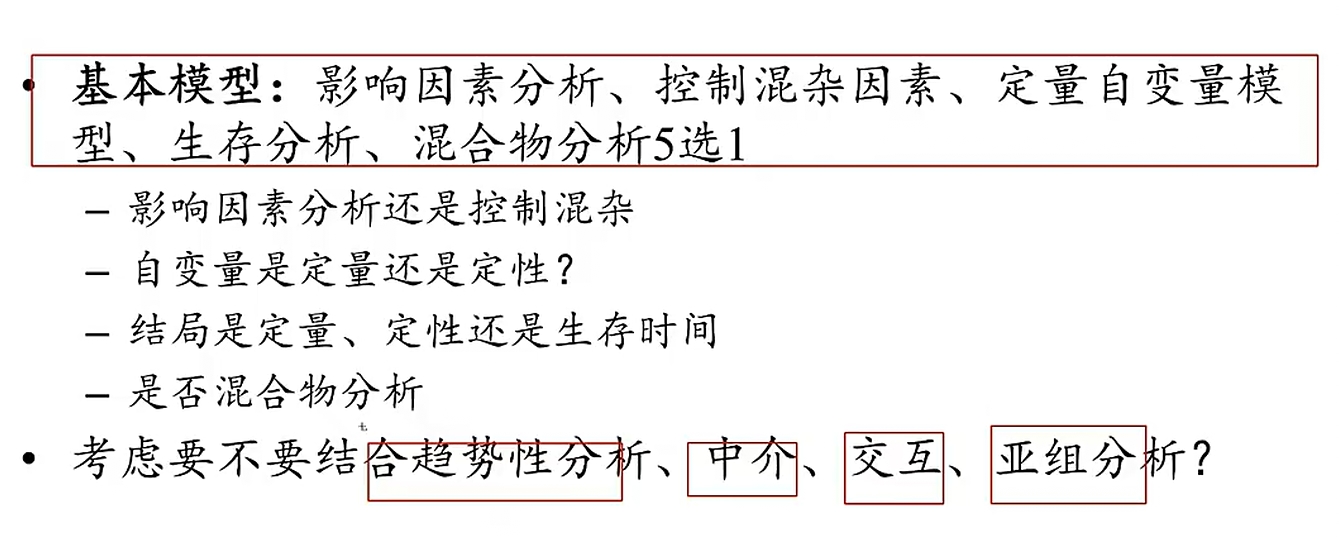 • 基本模型：影响因素分析、控制混杂因素、定量自变量模
型、生存分析、混合物分析5选1
– 影响因素分析还是控制混杂
– 自变量是定量还是定性？
– 结局是定量、定性还是生存时间
– 是否混合物分析
• 考虑要不要结合趋势性分析、中介、交互、亚组分析？